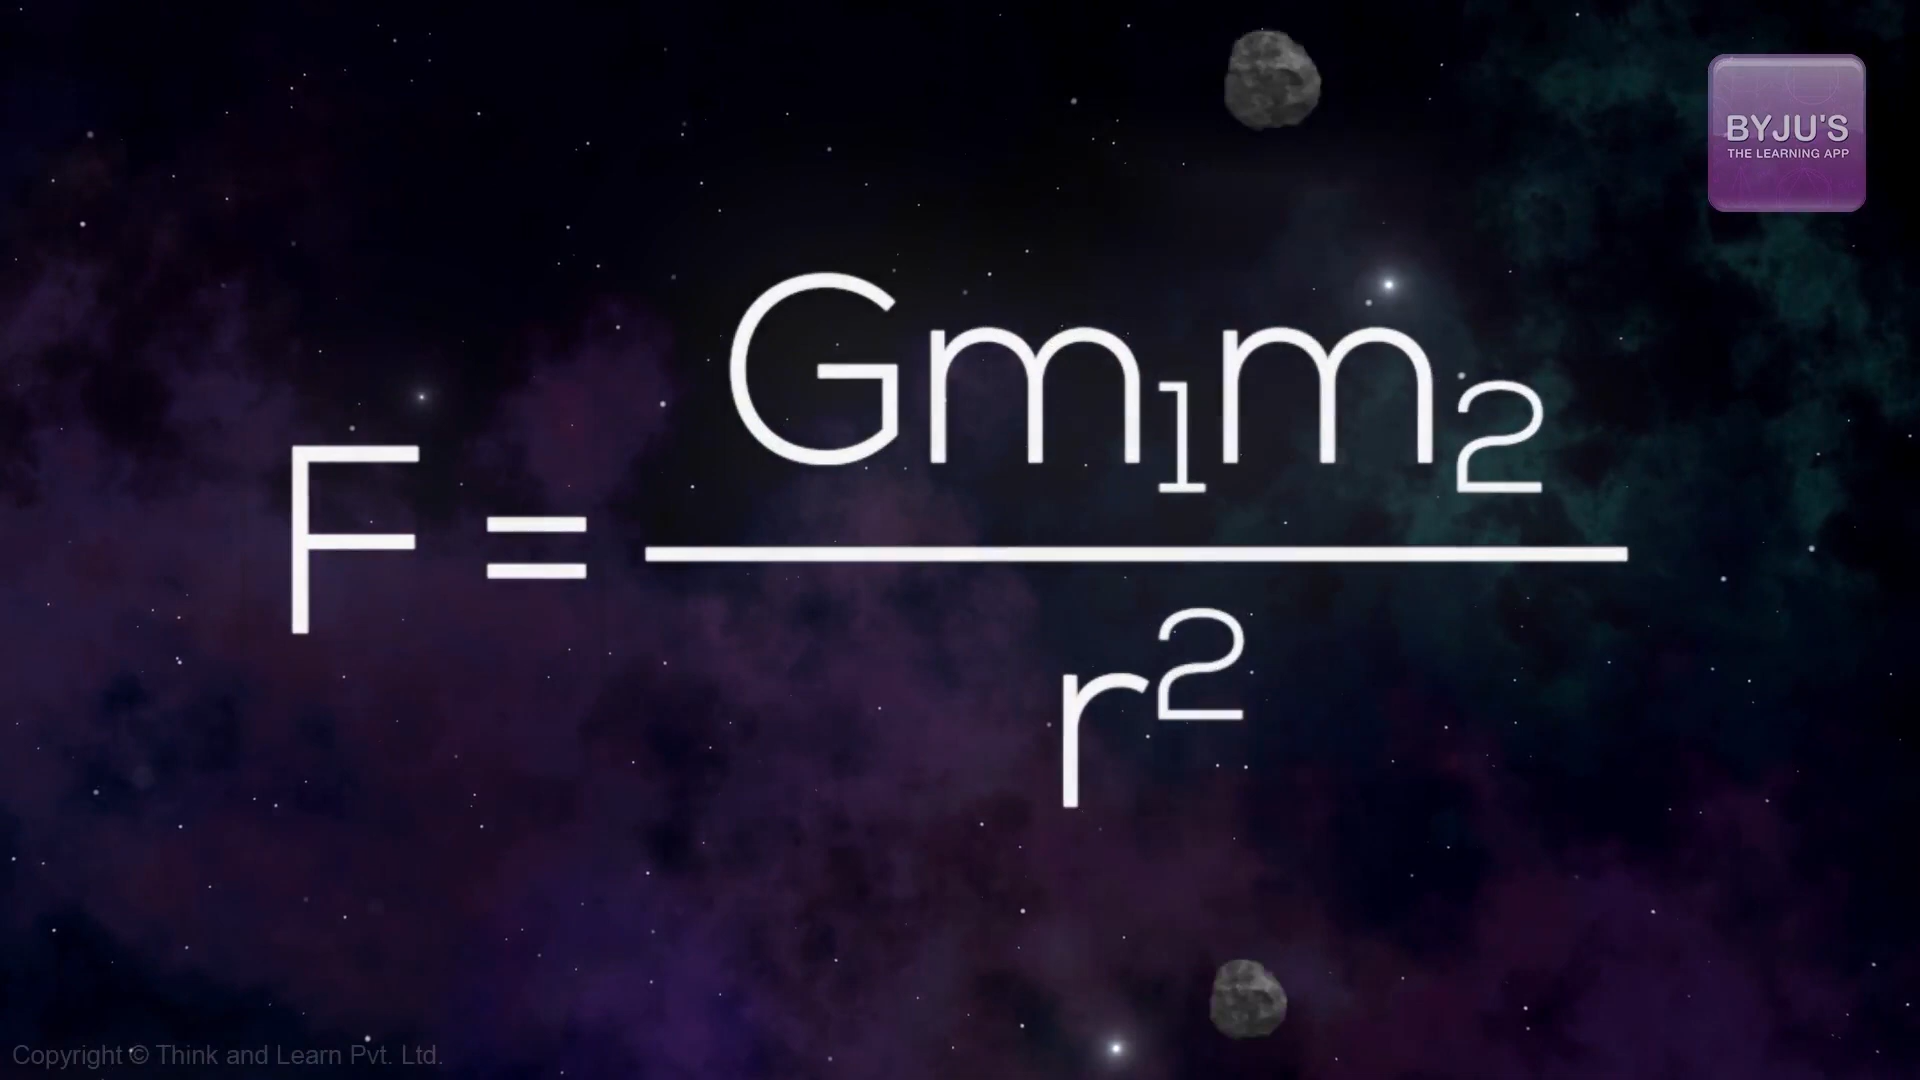 BYJU'S
THE LEARNING APP
F = Gm₁m₂
r²
Copyright © Think and Learn Pvt. Ltd.